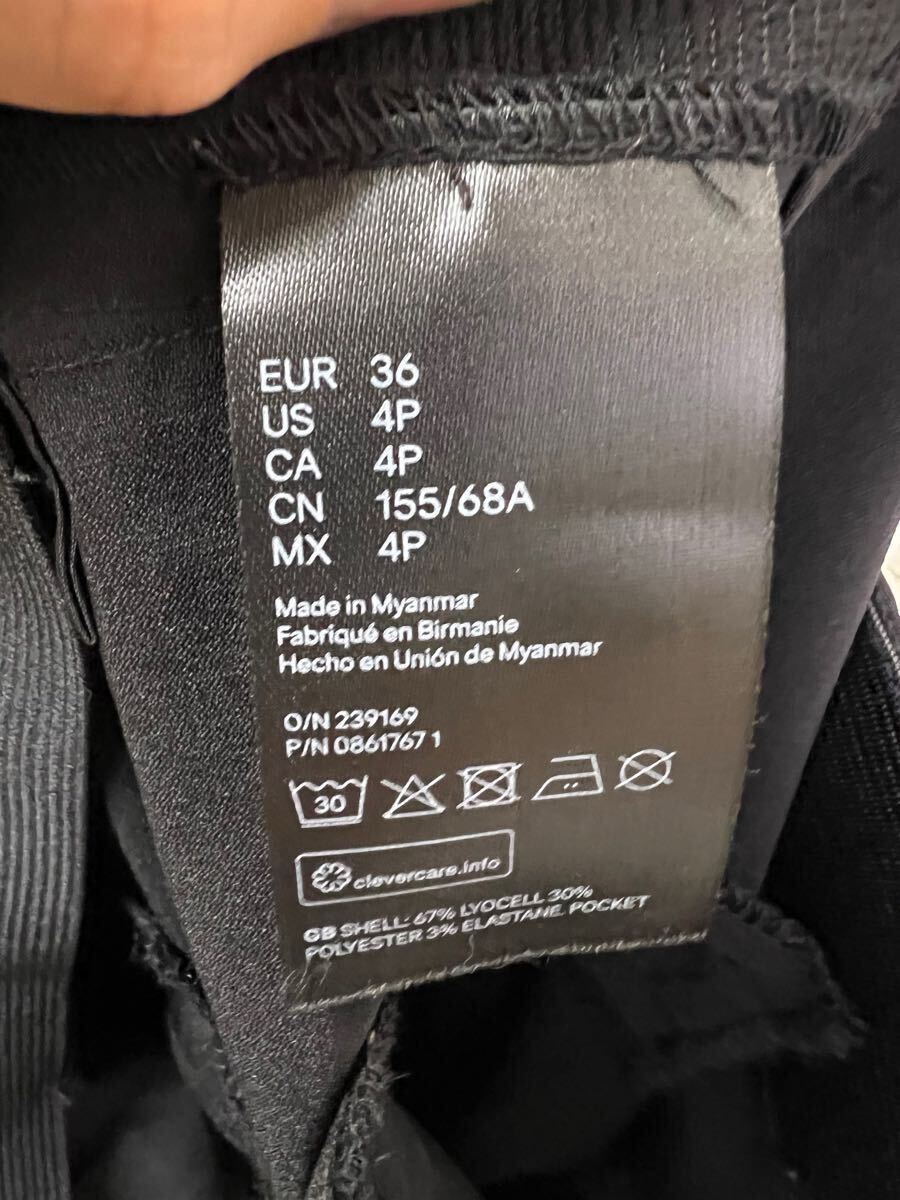 EUR 36
US 4P
CA 4P
CN 155/68A
MX 4P
Made in Myanmar
Fabriqué en Birmanie
Hecho en Unión de Myanmar
O/N 239169
P/N 0861767 1
30
clevercare.info
GB SHELL: 67% LYOCELL 30%
POLYESTER 3% ELASTANE. POCKET